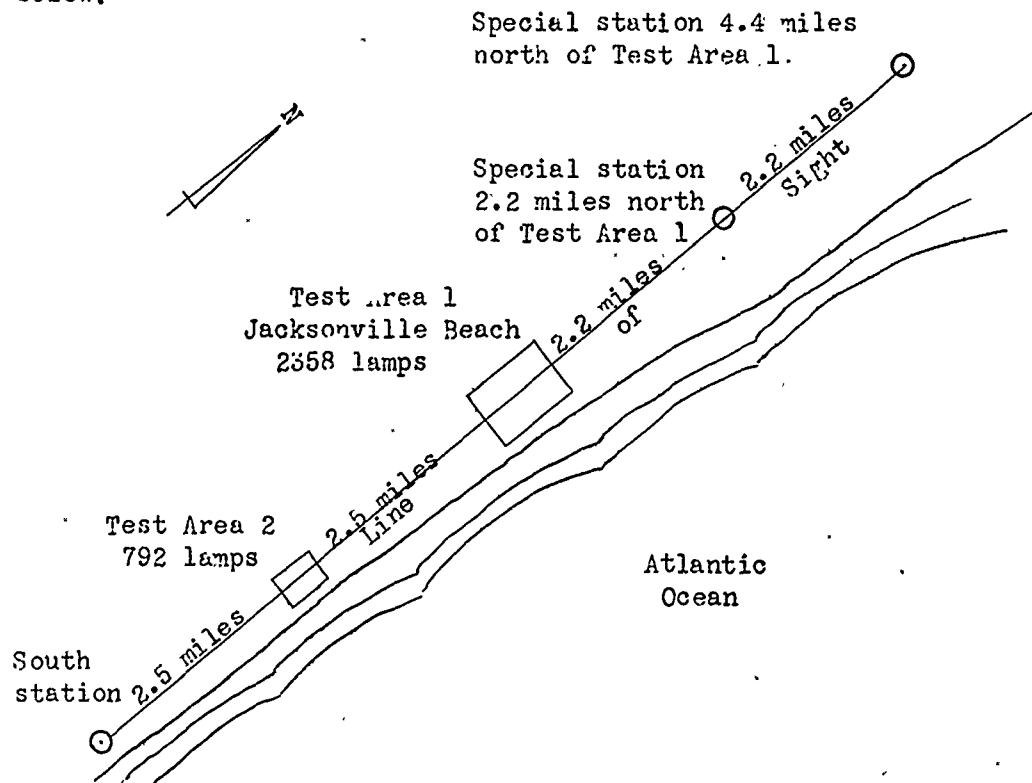 below.
Special station 4.4 miles
north of Test Area 1.
N
2.2 miles
Sight
Special station
2.2 miles north
of Test Area 1
2.2 miles
of
Test Area 1
Jacksonville Beach
2358 lamps
2.5 miles
Line
Test Area 2
792 lamps
Atlantic
Ocean
2.5 miles
South
station